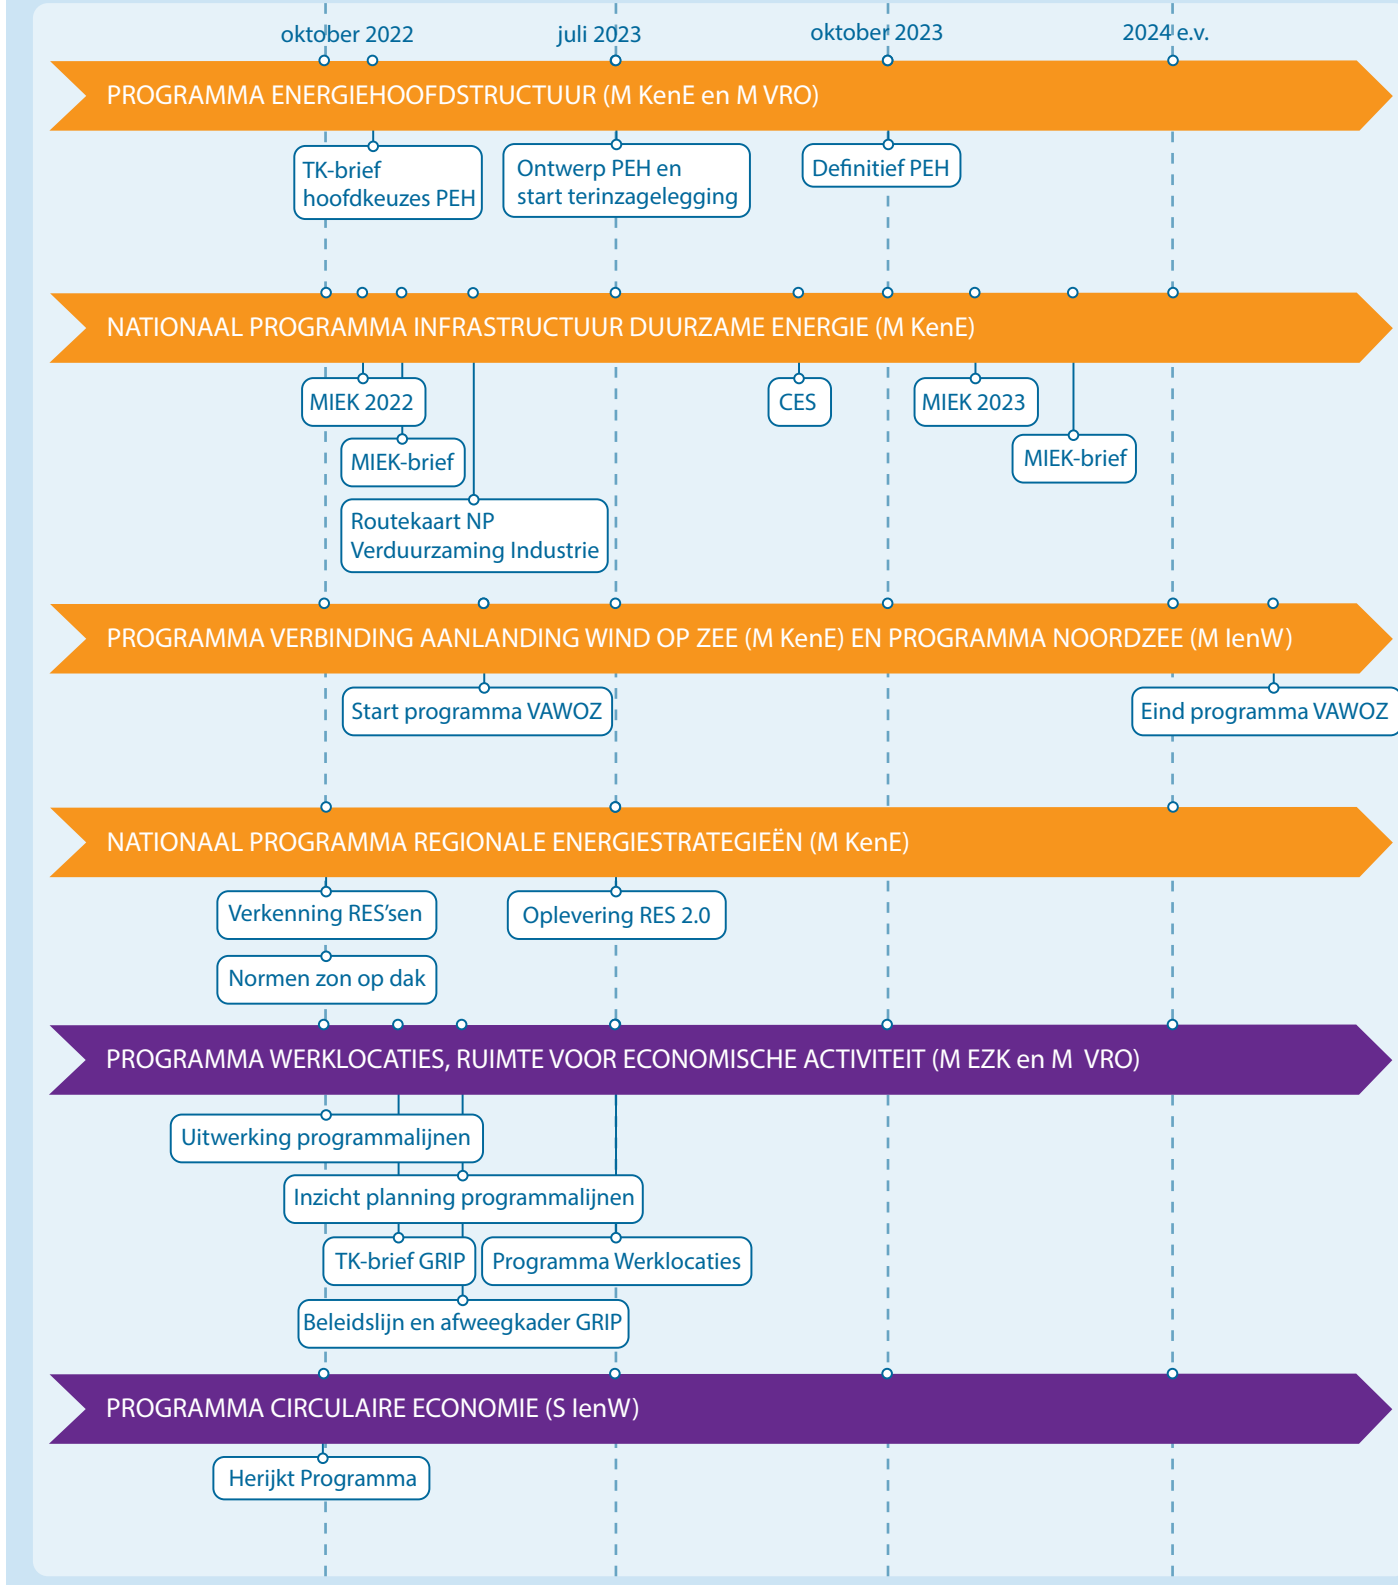 oktober 2022
juli 2023
oktober 2023
2024 e.v.
PROGRAMMA ENERGIEHOOFDSTRUCTUUR (M KenE en M VRO)
TK-brief
hoofdkeuzes PEH
Ontwerp PEH en
start terinzagelegging
Definitief PEH
NATIONAAL PROGRAMMA INFRASTRUCTUUR DUURZAME ENERGIE (M KenE)
MIEK 2022
CES
MIEK 2023
MIEK-brief
MIEK-brief
Routekaart NP
Verduurzaming Industrie
PROGRAMMA VERBINDING AANLANDING WIND OP ZEE (M KenE) EN PROGRAMMA NOORDZEE (M IenW)
Start programma VAWOZ
Eind programma VAWOZ
NATIONAAL PROGRAMMA REGIONALE ENERGIESTRATEGIEËN (M KenE)
Verkenning RES’sen
Oplevering RES 2.0
Normen zon op dak
PROGRAMMA WERKLOCATIES, RUIMTE VOOR ECONOMISCHE ACTIVITEIT (M EZK en M VRO)
Uitwerking programmalijnen
Inzicht planning programmalijnen
TK-brief GRIP
Programma Werklocaties
Beleidslijn en afweegkader GRIP
PROGRAMMA CIRCULAIRE ECONOMIE (S IenW)
Herijkt Programma